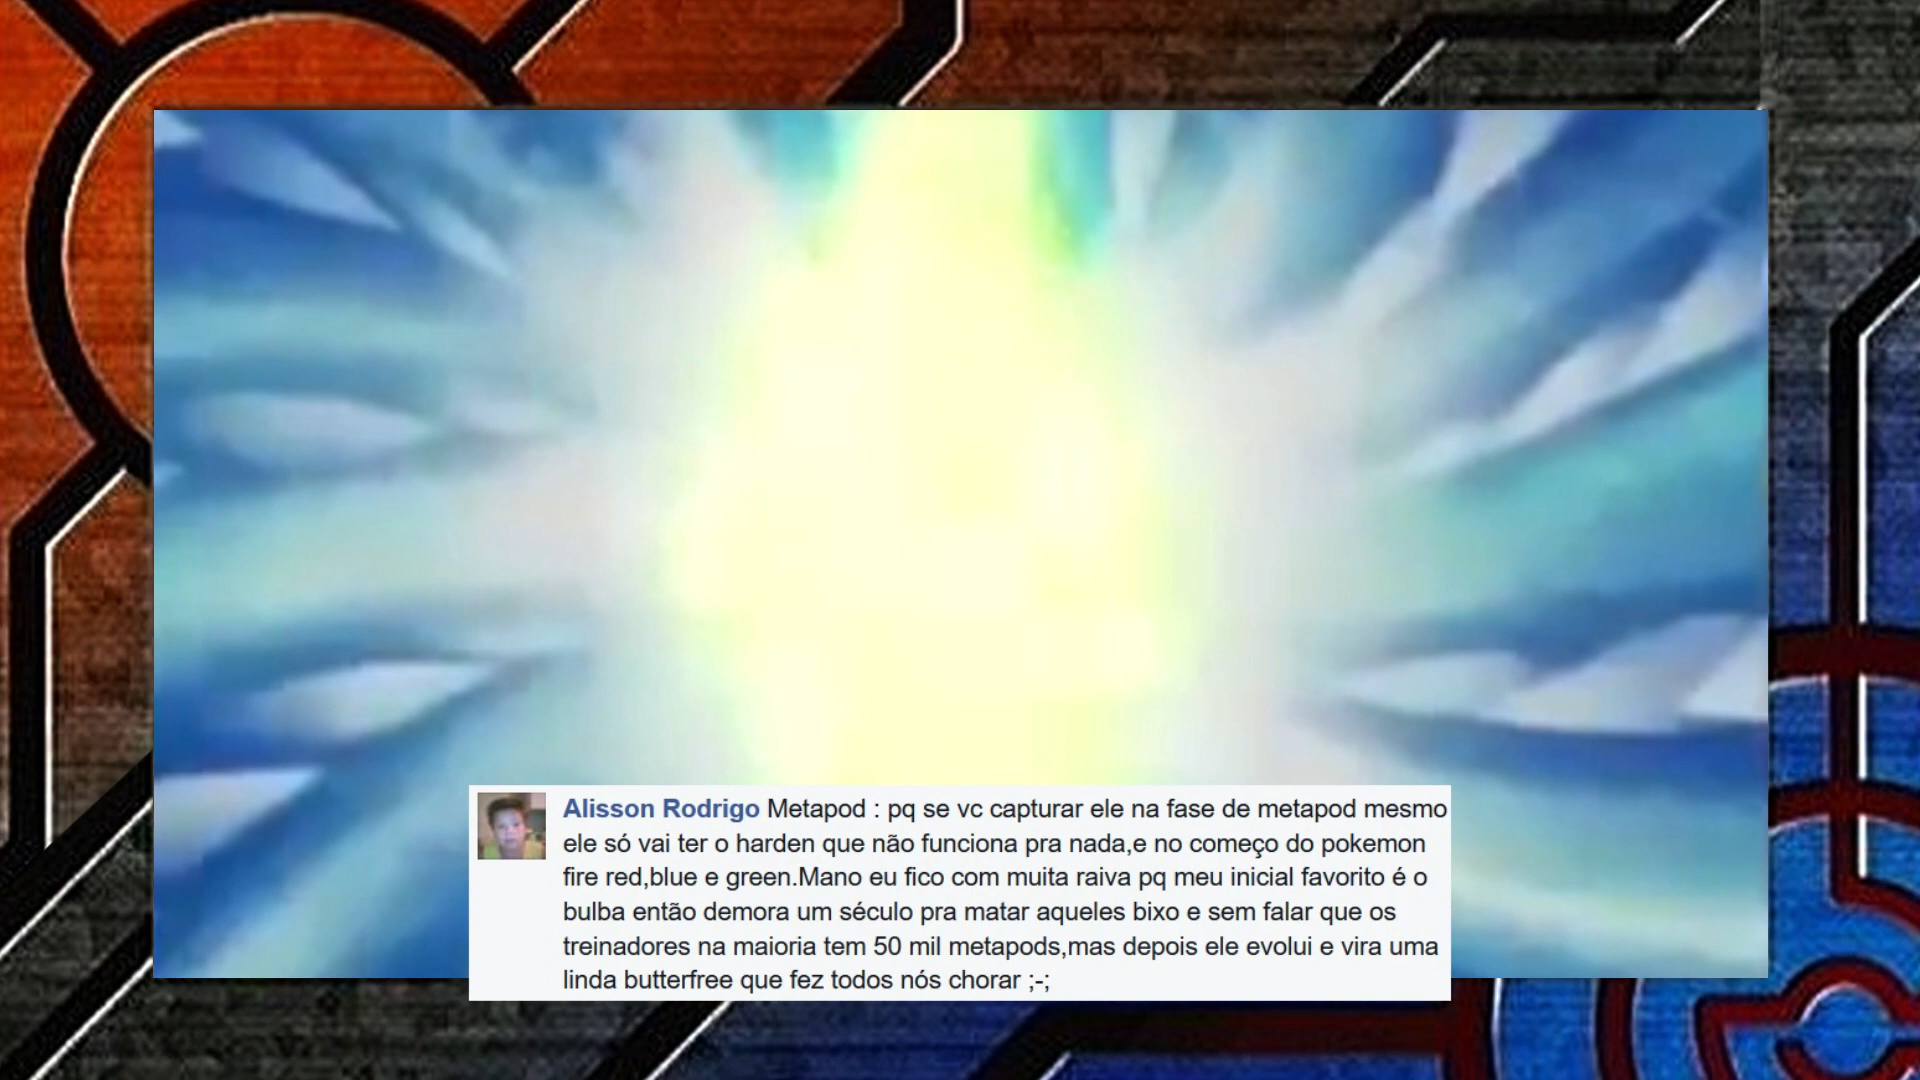 Alisson Rodrigo Metapod : pq se vc capturar ele na fase de metapod mesmo
ele só vai ter o harden que não funciona pra nada,e no começo do pokemon
fire red,blue e green.Mano eu fico com muita raiva pq meu inicial favorito é o
bulba então demora um século pra matar aqueles bixo e sem falar que os
treinadores na maioria tem 50 mil metapods,mas depois ele evolui e vira uma
linda butterfree que fez todos nós chorar ;-;